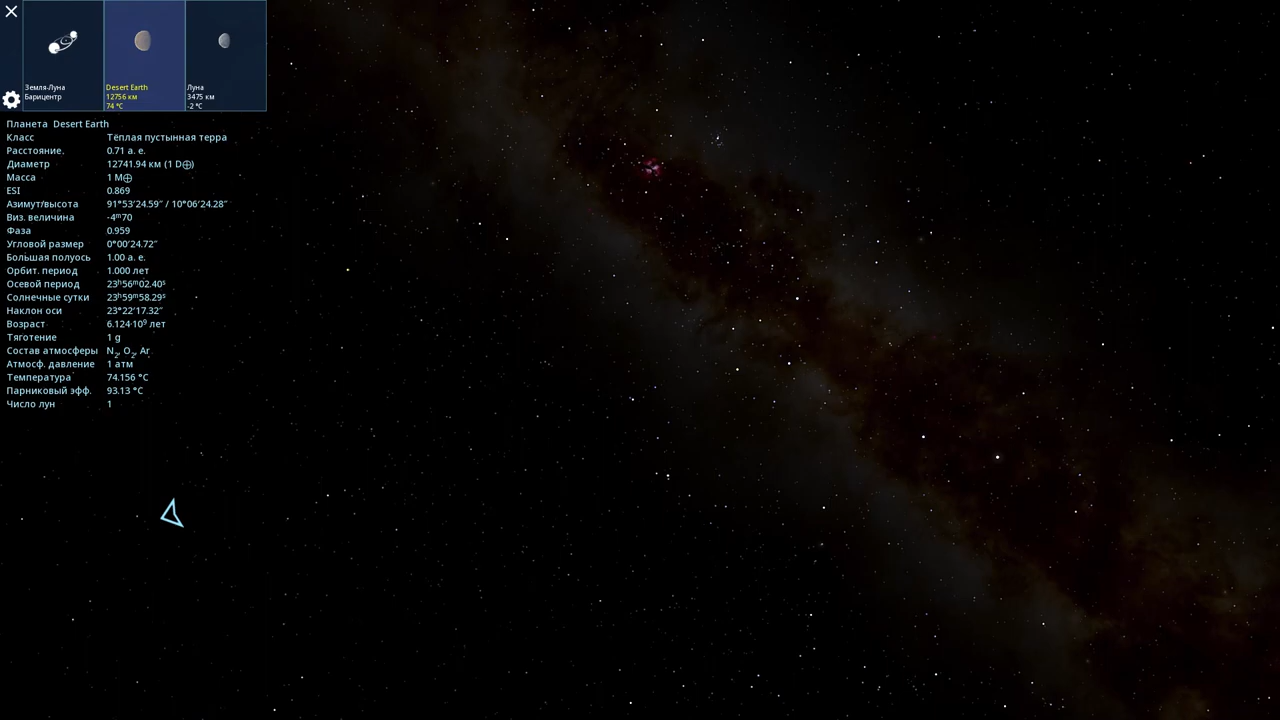 Земля-Луна
Барицентр
Desert Earth
12756 км
74 °C
Луна
3475 км
-2 °C
Планета Desert Earth
Класс Тёплая пустынная терра
Расстояние. 0.71 а. е.
Диаметр 12741.94 км (1 D⊕)
Масса 1 M⊕
ESI 0.869
Азимут/высота 91°53′24.59″ / 10°06′24.28″
Виз. величина -4ᵐ70
Фаза 0.959
Угловой размер 0°00′24.72″
Большая полуось 1.00 а. е.
Орбит. период 1.000 лет
Осевой период 23ʰ56ᵐ02.40ˢ
Солнечные сутки 23ʰ59ᵐ58.29ˢ
Наклон оси 23°22′17.32″
Возраст 6.124·10⁹ лет
Тяготение 1 g
Состав атмосферы N₂, O₂, Ar
Атмосф. давление 1 атм
Температура 74.156 °C
Парниковый эфф. 93.13 °C
Число лун 1